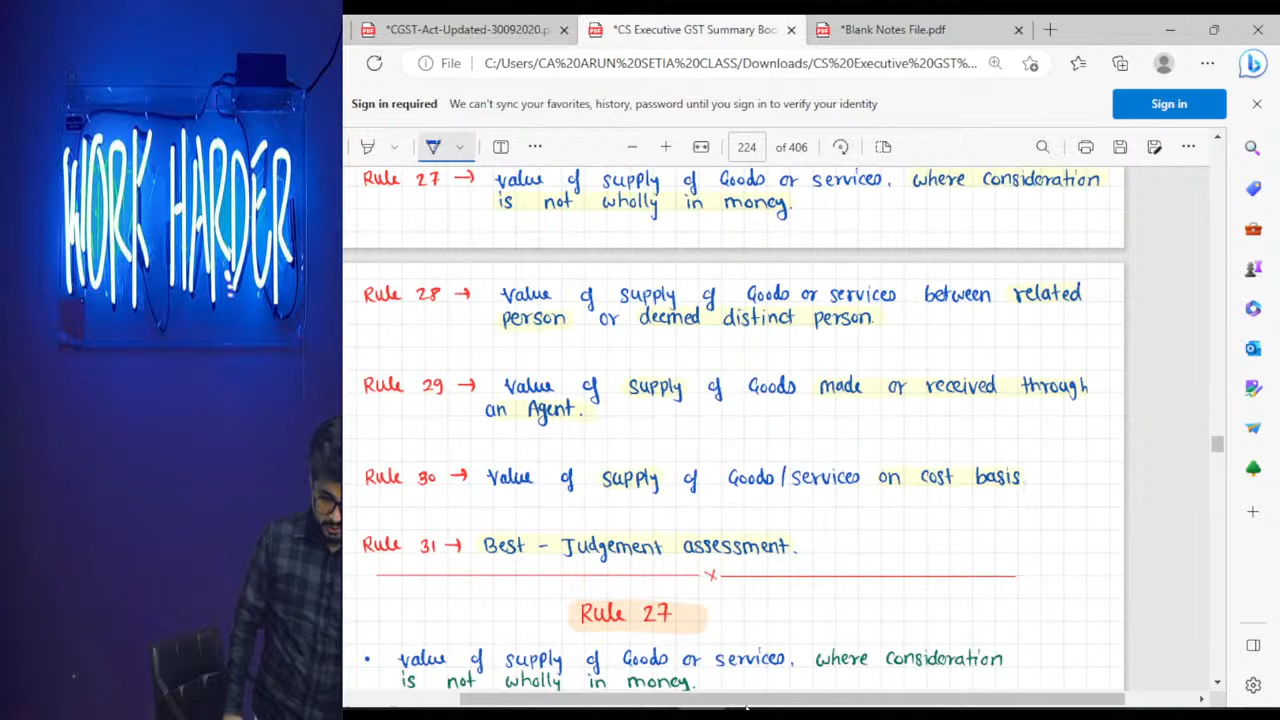 WORK HARDER
*CGST-Act-Updated-30092020.p
*CS Executive GST Summary Boo
*Blank Notes File.pdf
File
C:/Users/CA%20ARUN%20SETIA%20CLASS/Downloads/CS%20Executive%20GST%...
Sign in required We can't sync your favorites, history, password until you sign in to verify your identity
Sign in
224 of 406
Rule 27 → value of supply of Goods or services, where consideration
is not wholly in money.
Rule 28 → value of supply of Goods or services between related
person or deemed distinct person.
Rule 29 → value of supply of Goods made or received through
an Agent.
Rule 30 → value of supply of Goods/services on cost basis
Rule 31 → Best - Judgement assessment.
x
Rule 27
• value of supply of Goods or services, where consideration
is not wholly in money.